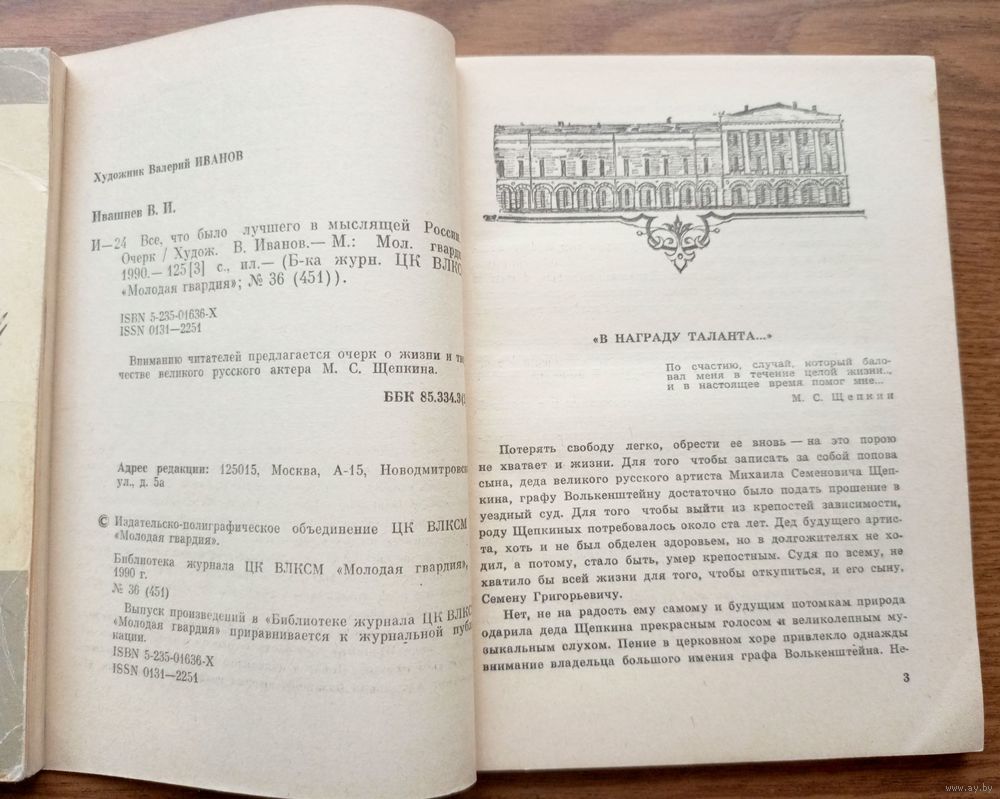 Художник Валерий ИВАНОВ
Ивашнев В. И.
И—24 Все, что было лучшего в мыслящей России
Очерк / Худож. В. Иванов.— М.: Мол. гварди
1990.— 125[3] с., ил.— (Б-ка журн. ЦК ВЛКС
«Молодая гвардия»; № 36 (451)).
ISBN 5-235-01636-X
ISSN 0131—2251
Вниманию читателей предлагается очерк о жизни и тво
честве великого русского актера М. С. Щепкина.
ББК 85.334.3(
Адрес редакции: 125015, Москва, А-15, Новодмитровск
ул., д. 5а
© Издательско-полиграфическое объединение ЦК ВЛКСМ
«Молодая гвардия».
Библиотека журнала ЦК ВЛКСМ «Молодая гвардия»,
1990 г.
№ 36 (451)
Выпуск произведений в «Библиотеке журнала ЦК ВЛКС
«Молодая гвардия» приравнивается к журнальной публ
кации.
ISBN 5-235-01636-X
ISSN 0131—2251
«В НАГРАДУ ТАЛАНТА...»
По счастию, случай, который бало-
вал меня в течение целой жизни...
и в настоящее время помог мне...
М. С. Щепкин
Потерять свободу легко, обрести ее вновь — на это порою
не хватает и жизни. Для того чтобы записать за собой попова
сына, деда великого русского артиста Михаила Семеновича Щеп-
кина, графу Волькенштейну достаточно было подать прошение в
уездный суд. Для того чтобы выйти из крепостей зависимости,
роду Щепкиных потребовалось около ста лет. Дед будущего артис-
та, хоть и не был обделен здоровьем, но в долгожителях не хо-
дил, а потому, стало быть, умер крепостным. Судя по всему, не
хватило бы всей жизни для того, чтобы откупиться, и его сыну,
Семену Григорьевичу.
Нет, не на радость ему самому и будущим потомкам природа
одарила деда Щепкина прекрасным голосом и великолепным му-
зыкальным слухом. Пение в церковном хоре привлекло однажды
внимание владельца большого имения графа Волькенштейна. Не-
3
www.ay.by